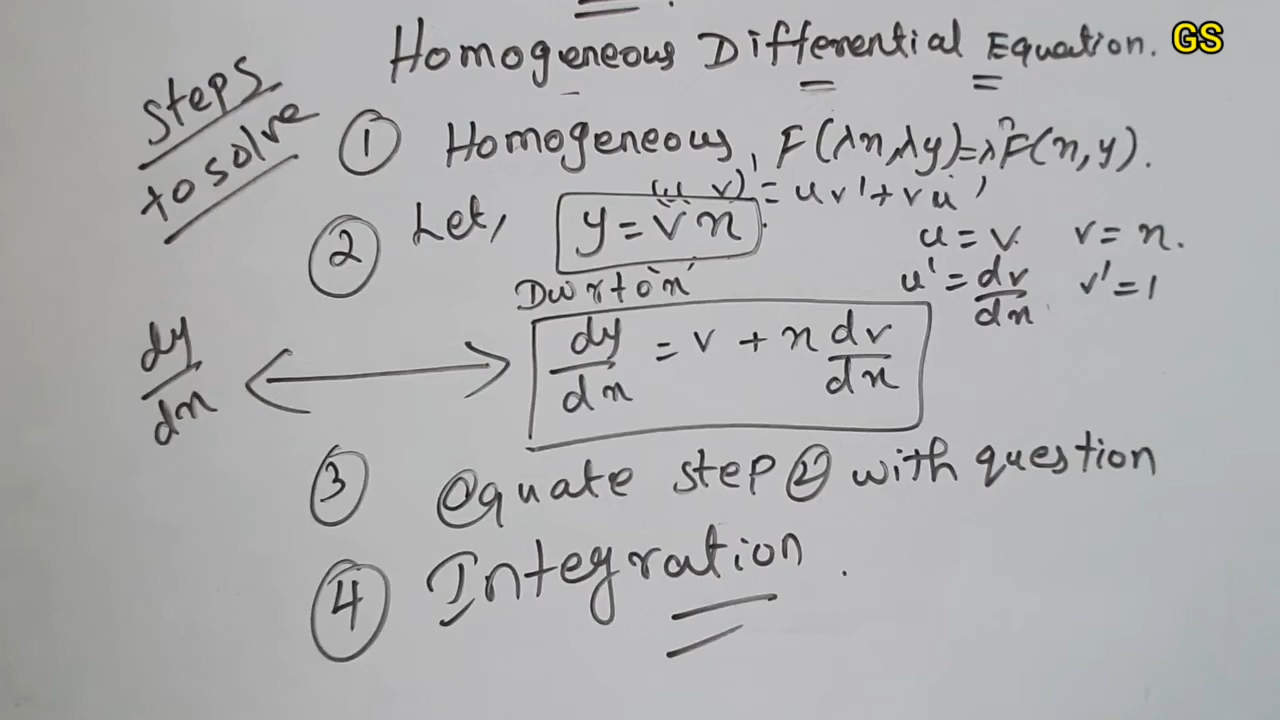 Homogeneous Differential Equation. GS
Steps
to solve
① Homogeneous, F(λx,λy)=λⁿF(x,y).
(u v)' = uv'+vu'
② Let, y = vx
u = v. v = x.
Dw r to 'x'
u' = dv/dx v' = 1
dy/dx ⟷ dy/dx = v + x dv/dx
③ equate step ② with question
④ Integration.